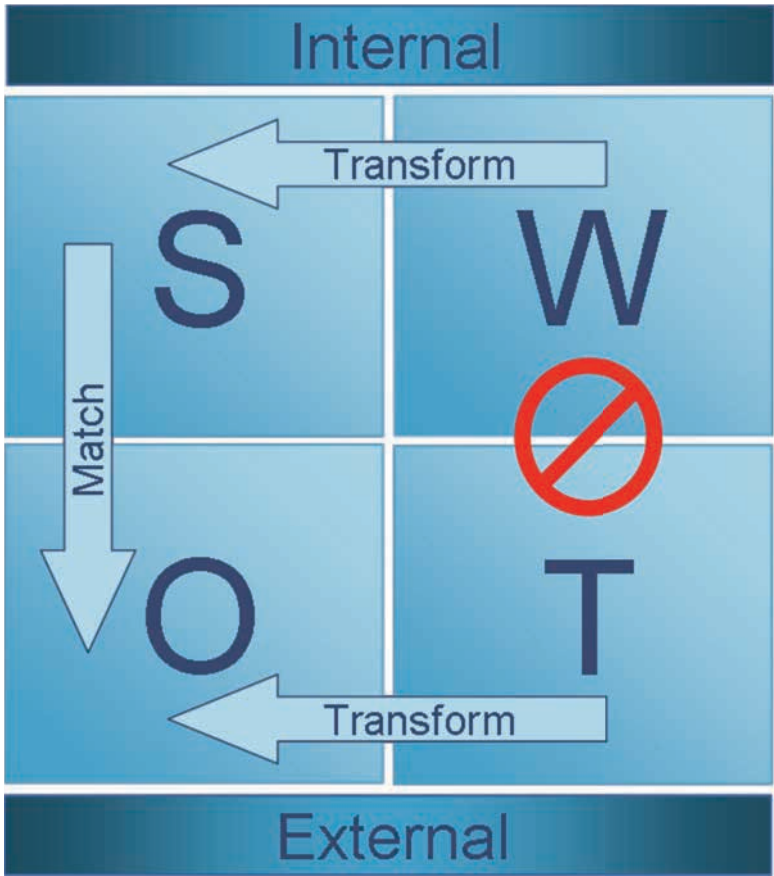 Internal
Transform
S
W
Match
O
T
Transform
External